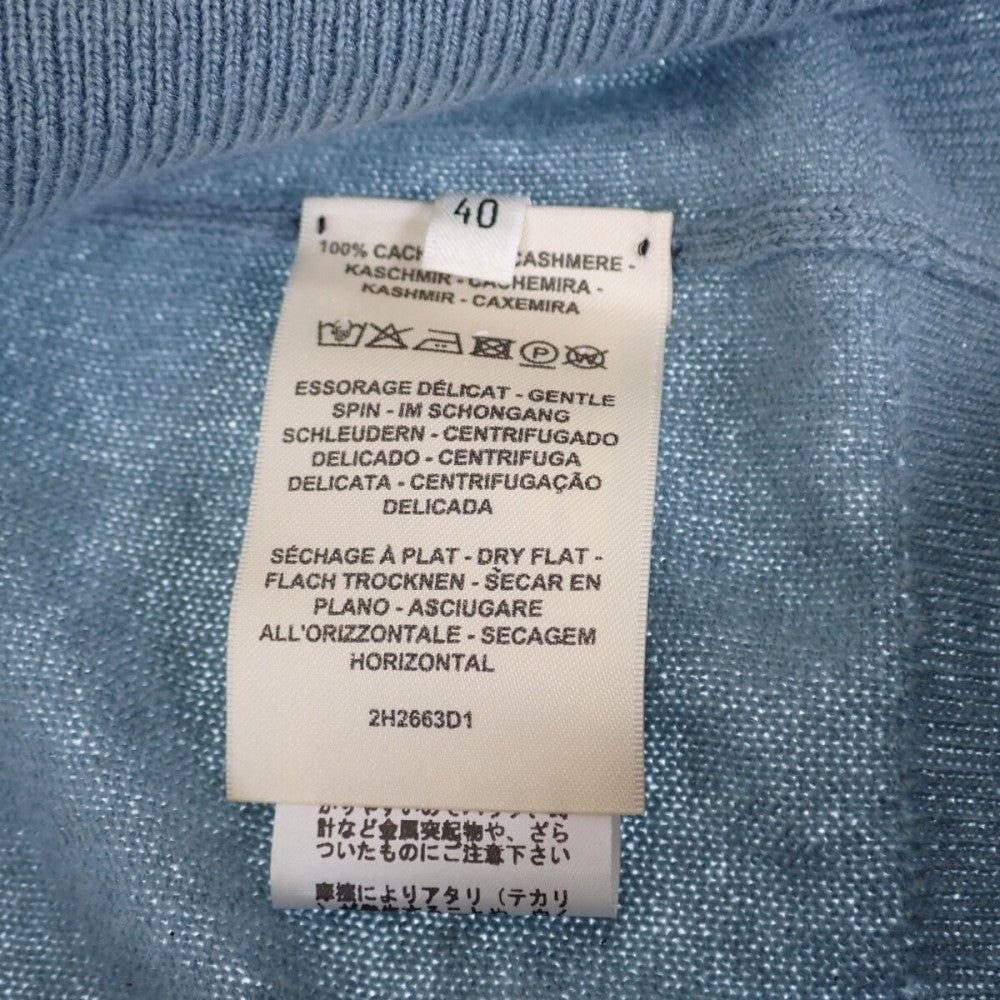 40
100% CACH CASHMERE -
KASCHMIR - CACHEMIRA -
KASHMIR - CAXEMIRA
P
W
ESSORAGE DÉLICAT - GENTLE
SPIN - IM SCHONGANG
SCHLEUDERN - CENTRIFUGADO
DELICADO - CENTRIFUGA
DELICATA - CENTRIFUGAÇÃO
DELICADA
SÉCHAGE À PLAT - DRY FLAT -
FLACH TROCKNEN - SECAR EN
PLANO - ASCIUGARE
ALL'ORIZZONTALE - SECAGEM
HORIZONTAL
2H2663D1
計など金属突起物や、ざら
ついたものにご注意下さい
摩擦によりアタリ（テカリ